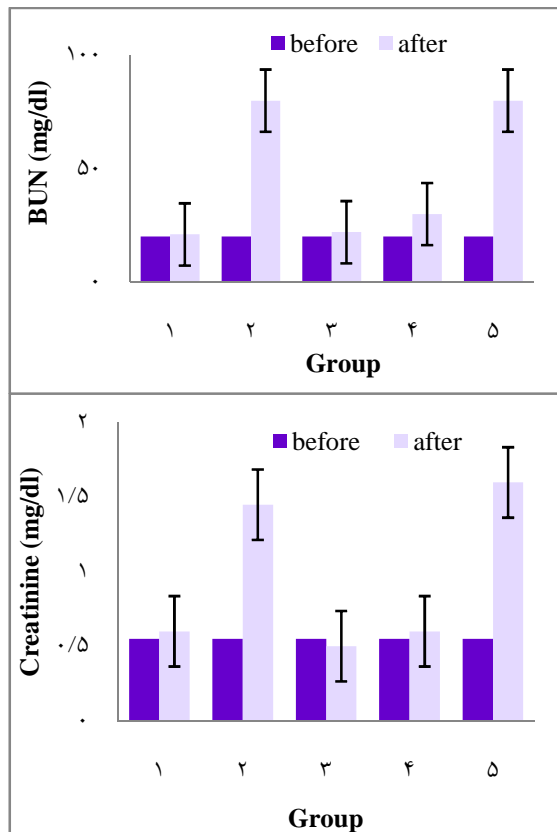 before after
۱۰۰
۵۰
۰
BUN (mg/dl)
۱ ۲ ۳ ۴ ۵
Group
۲
before after
۱/۵
۱
۰/۵
۰
Creatinine (mg/dl)
۱ ۲ ۳ ۴ ۵
Group